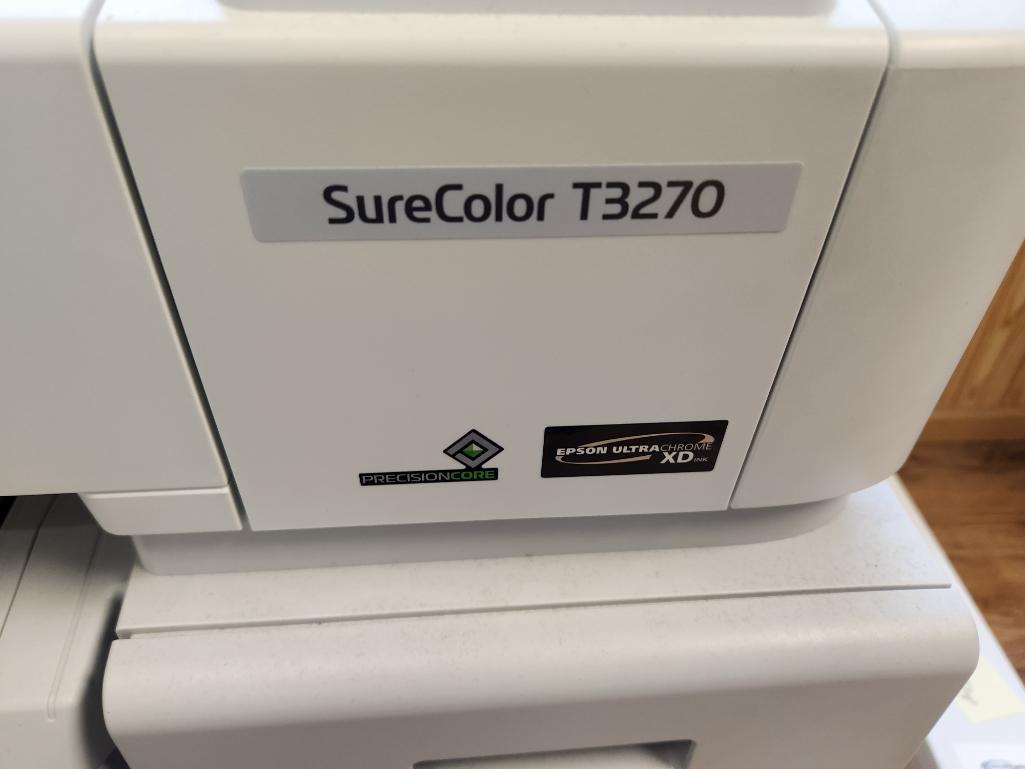 SureColor T3270
PRECISIONCORE
EPSON ULTRACHROME
XD INK